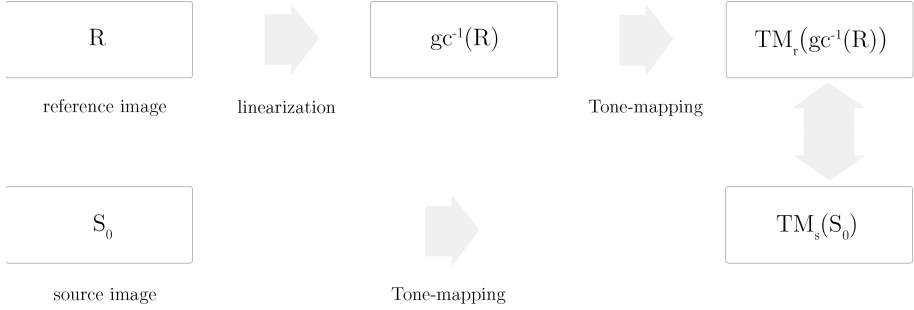 R
gc⁻¹(R)
TMᵣ(gc⁻¹(R))
reference image
linearization
Tone-mapping
S₀
TMₛ(S₀)
source image
Tone-mapping